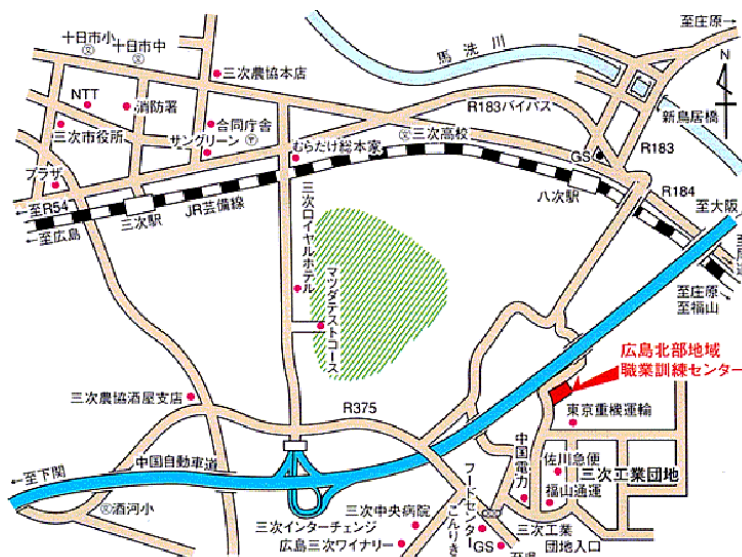 至庄原→
十日市小
十日市中
馬洗川
N
三次農協本店
NTT
消防署
R183バイパス
合同庁舎
新鳥居橋
三次市役所
サングリーン
三次高校
むらだけ総本家
GS
R183
プラザ
R184
←至R54
八次駅
至大阪
三次駅
JR芸備線
←至広島
三次ロイヤルホテル
至庄原
至福山
マツダテストコース
広島北部地域
職業訓練センター
三次農協酒屋支店
R375
東京重機運輸
中国自動車道
中国電力
佐川急便
三次工業団地
←至下関
フードセンター
こんりき
福山通運
酒河小
三次中央病院
三次インターチェンジ
三次工業
団地入口
広島三次ワイナリー
GS